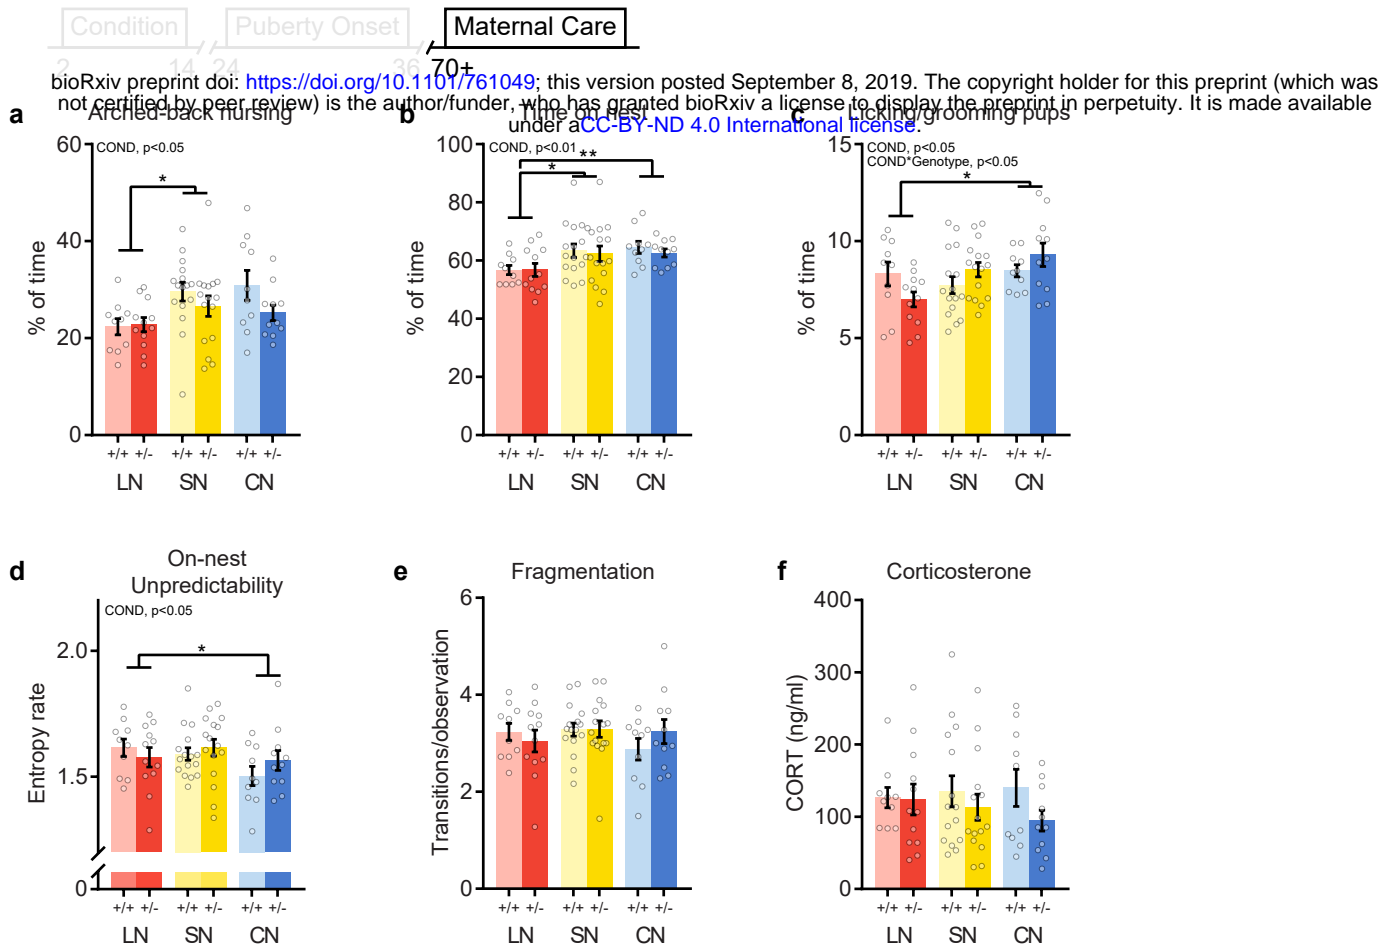 Condition
Puberty Onset
Maternal Care
2
14
24
36
70+
bioRxiv preprint doi: https://doi.org/10.1101/761049; this version posted September 8, 2019. The copyright holder for this preprint (which was
not certified by peer review) is the author/funder, who has granted bioRxiv a license to display the preprint in perpetuity. It is made available
under aCC-BY-ND 4.0 International license.
a
Arched-back nursing
COND, p<0.05
*
% of time
60
40
20
0
+/+ +/- +/+ +/- +/+ +/-
LN SN CN
b
Time on nest
COND, p<0.01
**
*
% of time
100
80
60
40
20
0
+/+ +/- +/+ +/- +/+ +/-
LN SN CN
c
Licking/grooming pups
COND, p<0.05
COND*Genotype, p<0.05
*
% of time
15
10
5
0
+/+ +/- +/+ +/- +/+ +/-
LN SN CN
d
On-nest
Unpredictability
COND, p<0.05
*
Entropy rate
2.0
1.5
0
+/+ +/- +/+ +/- +/+ +/-
LN SN CN
e
Fragmentation
Transitions/observation
6
4
2
0
+/+ +/- +/+ +/- +/+ +/-
LN SN CN
f
Corticosterone
CORT (ng/ml)
400
300
200
100
0
+/+ +/- +/+ +/- +/+ +/-
LN SN CN